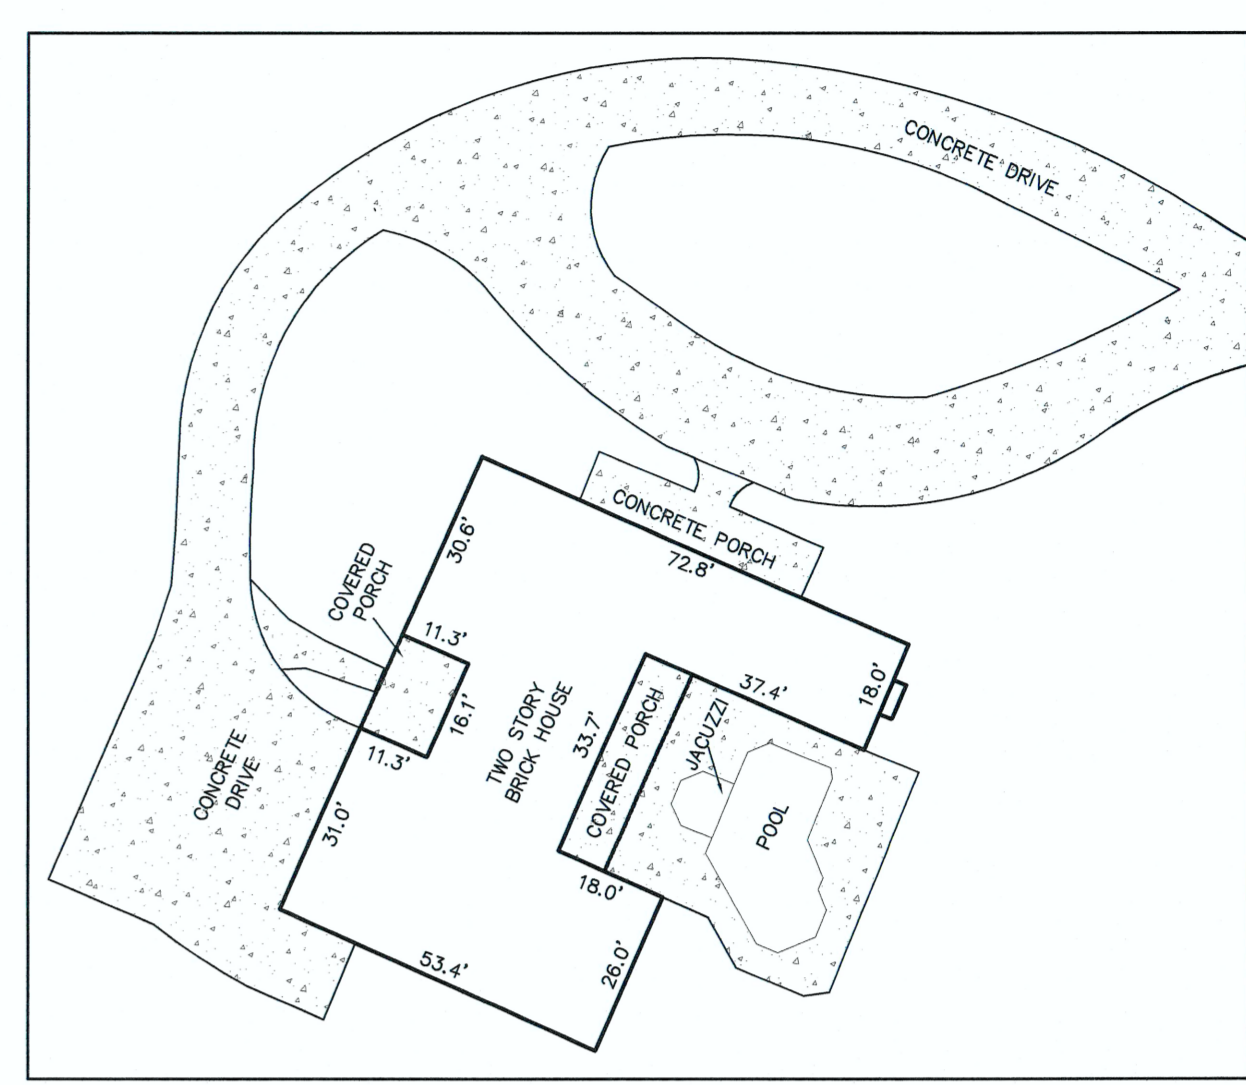 CONCRETE DRIVE
CONCRETE PORCH
72.8'
30.6'
COVERED
PORCH
11.3'
16.1'
11.3'
18.0'
37.4'
JACUZZI
TWO STORY
BRICK HOUSE
33.7'
COVERED PORCH
POOL
CONCRETE
DRIVE
31.0'
18.0'
53.4'
26.0'